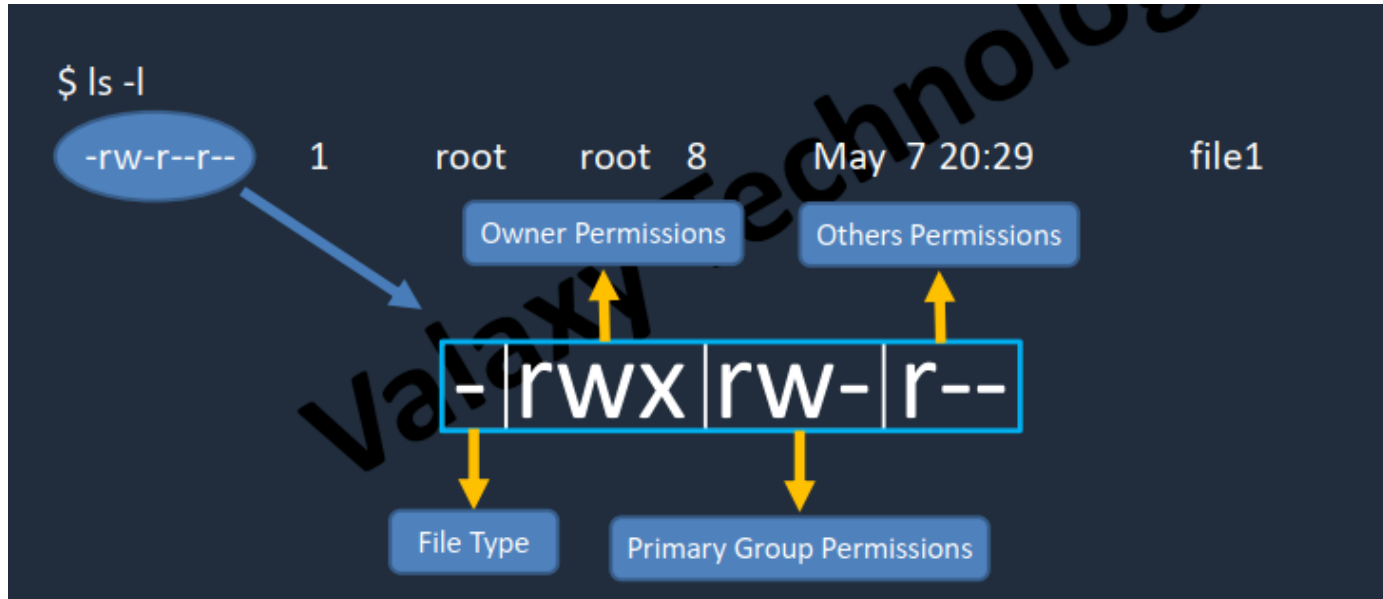 $ ls -l
-rw-r--r-- 1 root root 8 May 7 20:29 file1
Owner Permissions Others Permissions
-|rwx|rw-|r--
File Type Primary Group Permissions
Valaxy Technolog